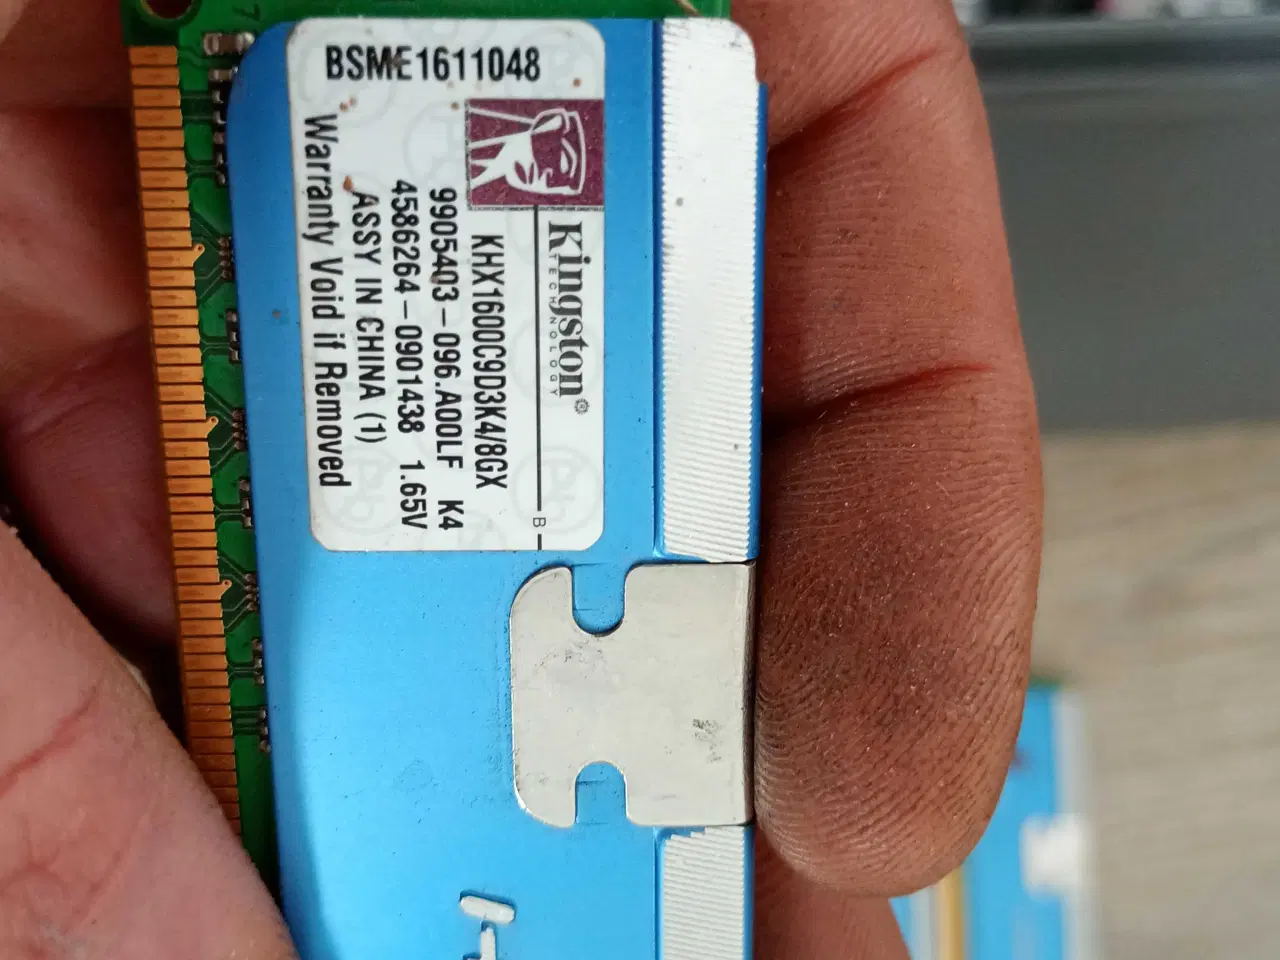 BSME1611048
Kingston®
TECHNOLOGY
B
KHX1600C9D3K4/8GX
9905403-096.A00LF K4
4586264-0901438 1.65V
ASSY IN CHINA (1)
Warranty Void if Removed